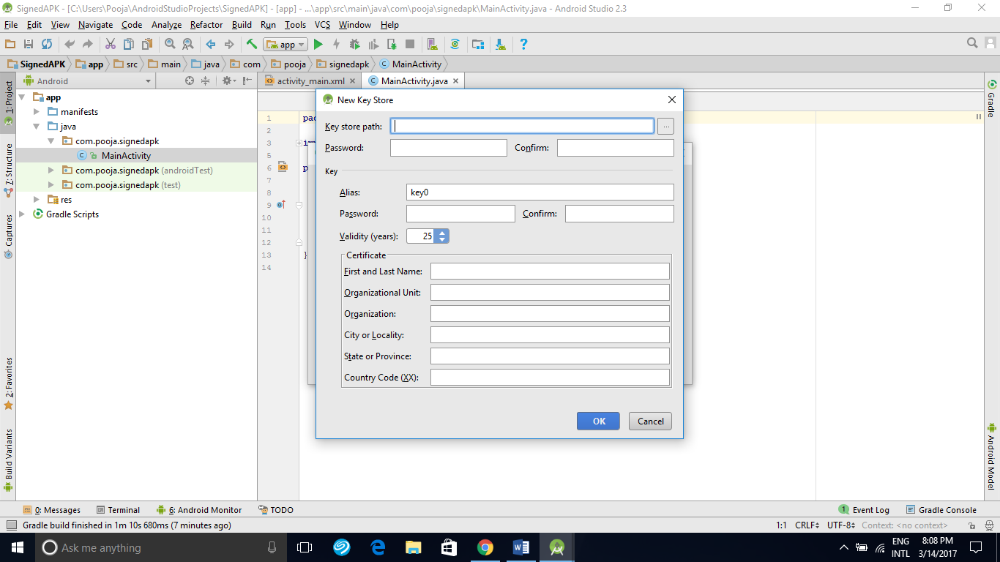 SignedAPK - [C:\Users\Pooja\AndroidStudioProjects\SignedAPK] - [app] - ...\app\src\main\java\com\pooja\signedapk\MainActivity.java - Android Studio 2.3
File Edit View Navigate Code Analyze Refactor Build Run Tools VCS Window Help
app
SignedAPK app src main java com pooja signedapk MainActivity
Android
activity_main.xml MainActivity.java
1: Project
7: Structure
Captures
2: Favorites
Build Variants
app
manifests
java
com.pooja.signedapk
MainActivity
com.pooja.signedapk (androidTest)
com.pooja.signedapk (test)
res
Gradle Scripts
1 pac
2
3
5
6 p
7
8
9
10
11
12
13 }
14
New Key Store
Key store path: ...
Password: Confirm:
Key
Alias: key0
Password: Confirm:
Validity (years): 25
Certificate
First and Last Name:
Organizational Unit:
Organization:
City or Locality:
State or Province:
Country Code (XX):
OK Cancel
Gradle
Android Model
0: Messages Terminal 6: Android Monitor TODO 1 Event Log Gradle Console
Gradle build finished in 1m 10s 680ms (7 minutes ago) 1:1 CRLF UTF-8 Context: <no context>
Ask me anything
ENG
INTL
8:08 PM
3/14/2017